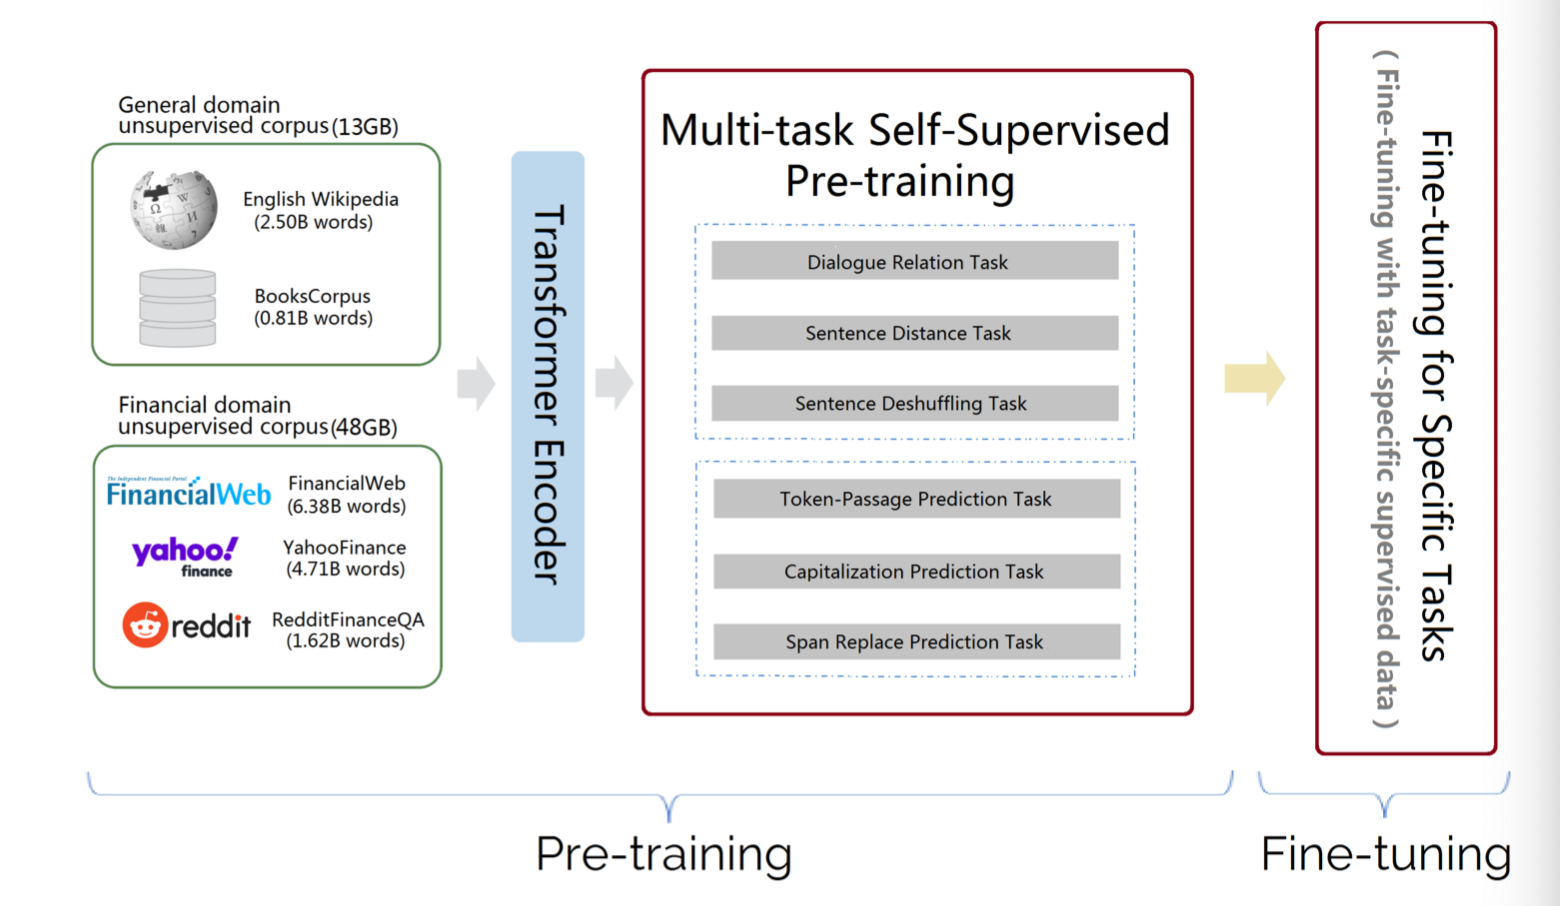 General domain
unsupervised corpus(13GB)
Ω
W
И
English Wikipedia
(2.50B words)
BooksCorpus
(0.81B words)
Financial domain
unsupervised corpus(48GB)
The Independent Financial Portal
FinancialWeb
FinancialWeb
(6.38B words)
yahoo!
finance
YahooFinance
(4.71B words)
reddit
RedditFinanceQA
(1.62B words)
Transformer Encoder
Multi-task Self-Supervised
Pre-training
Dialogue Relation Task
Sentence Distance Task
Sentence Deshuffling Task
Token-Passage Prediction Task
Capitalization Prediction Task
Span Replace Prediction Task
Fine-tuning for Specific Tasks
( Fine-tuning with task-specific supervised data )
Pre-training
Fine-tuning